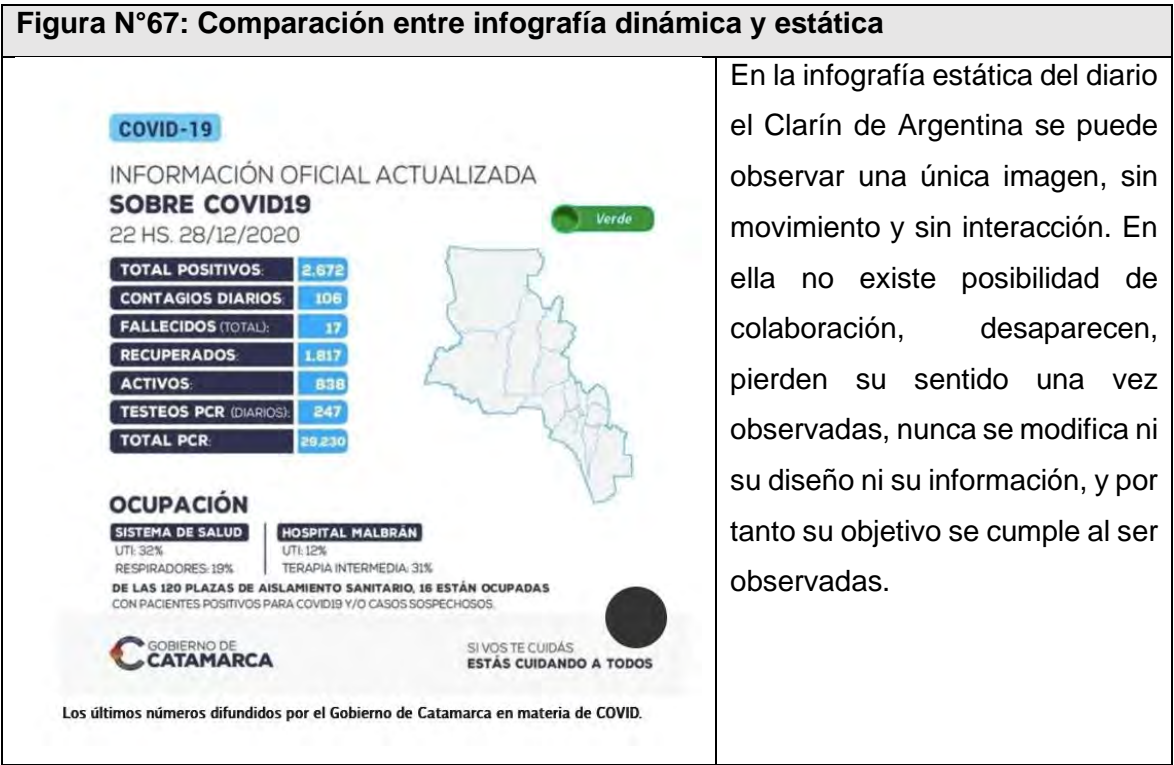 Figura N°67: Comparación entre infografía dinámica y estática
COVID-19
INFORMACIÓN OFICIAL ACTUALIZADA
SOBRE COVID19
22 HS. 28/12/2020
Verde
TOTAL POSITIVOS: 2.672
CONTAGIOS DIARIOS 106
FALLECIDOS (TOTAL): 17
RECUPERADOS: 1.817
ACTIVOS: 838
TESTEOS PCR (DIARIOS): 247
TOTAL PCR: 29.230
OCUPACIÓN
SISTEMA DE SALUD
UTI: 32%
RESPIRADORES: 19%
HOSPITAL MALBRÁN
UTI: 12%
TERAPIA INTERMEDIA: 31%
DE LAS 120 PLAZAS DE AISLAMIENTO SANITARIO, 16 ESTÁN OCUPADAS
CON PACIENTES POSITIVOS PARA COVID19 Y/O CASOS SOSPECHOSOS.
GOBIERNO DE
CATAMARCA
SI VOS TE CUIDÁS
ESTÁS CUIDANDO A TODOS
Los últimos números difundidos por el Gobierno de Catamarca en materia de COVID.
En la infografía estática del diario
el Clarín de Argentina se puede
observar una única imagen, sin
movimiento y sin interacción. En
ella no existe posibilidad de
colaboración, desaparecen,
pierden su sentido una vez
observadas, nunca se modifica ni
su diseño ni su información, y por
tanto su objetivo se cumple al ser
observadas.